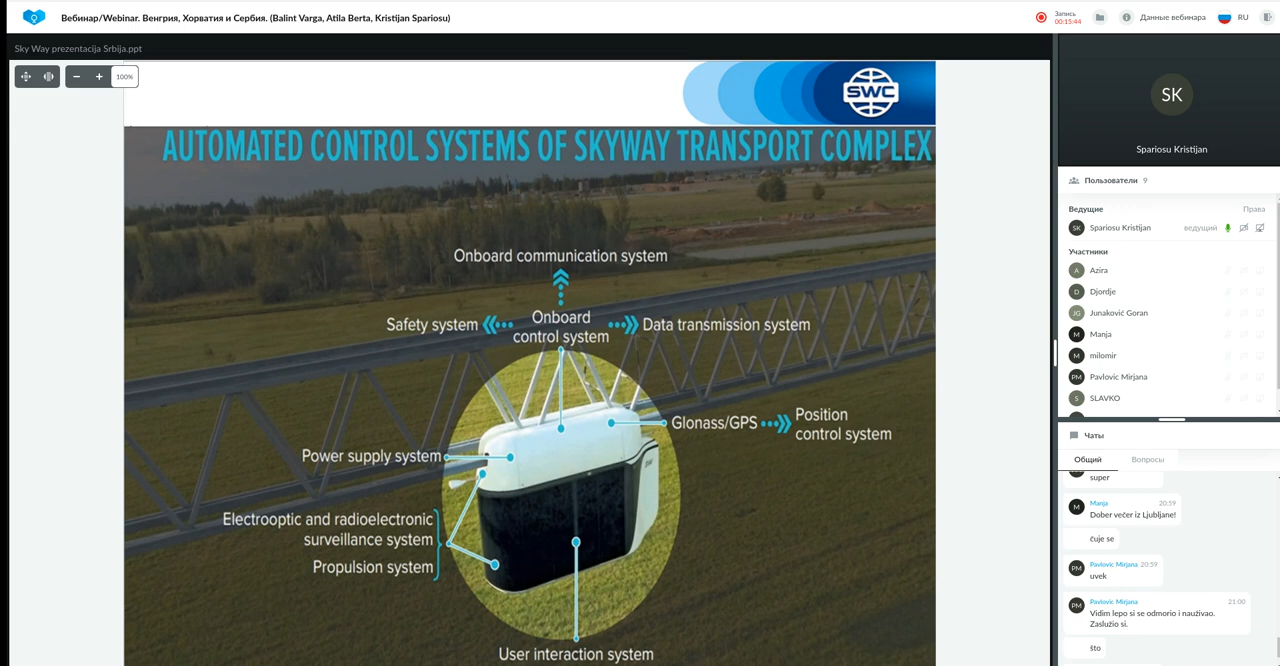 Вебинар/Webinar. Венгрия, Хорватия и Сербия. (Balint Varga, Atila Berta, Kristijan Spariosu)
Запись
00:15:44
Данные вебинара
RU
Sky Way prezentacija Srbija.ppt
100%
SWC
AUTOMATED CONTROL SYSTEMS OF SKYWAY TRANSPORT COMPLEX
Onboard communication system
Safety system
Onboard
control system
Data transmission system
Glonass/GPS
Position
control system
Power supply system
Electrooptic and radioelectronic
surveillance system
Propulsion system
User interaction system
SK
Spariosu Kristijan
Пользователи 9
Ведущие Права
SK Spariosu Kristijan ведущий
Участники
A Azira
D Djordje
JG Junaković Goran
M Manja
M milomir
PM Pavlovic Mirjana
S SLAVKO
Чаты
Общий Вопросы
super
M Manja 20:59
Dober večer iz Ljubljane!
čuje se
PM Pavlovic Mirjana 20:59
uvek
PM Pavlovic Mirjana 21:00
Vidim lepo si se odmorio i nauživao.
Zaslužio si.
što